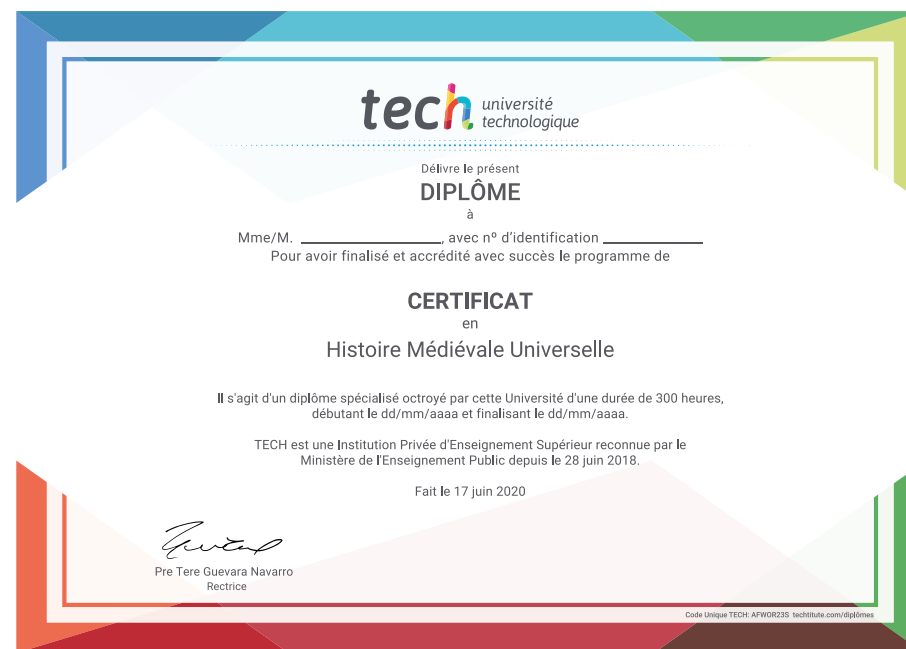 tech université
technologique
Délivre le présent
DIPLÔME
à
Mme/M. ____________________, avec nº d'identification ______________
Pour avoir finalisé et accrédité avec succès le programme de
CERTIFICAT
en
Histoire Médiévale Universelle
Il s'agit d'un diplôme spécialisé octroyé par cette Université d'une durée de 300 heures,
débutant le dd/mm/aaaa et finalisant le dd/mm/aaaa.
TECH est une Institution Privée d'Enseignement Supérieur reconnue par le
Ministère de l'Enseignement Public depuis le 28 juin 2018.
Fait le 17 juin 2020
Pre Tere Guevara Navarro
Rectrice
Code Unique TECH: AFWOR23S techtitute.com/diplômes